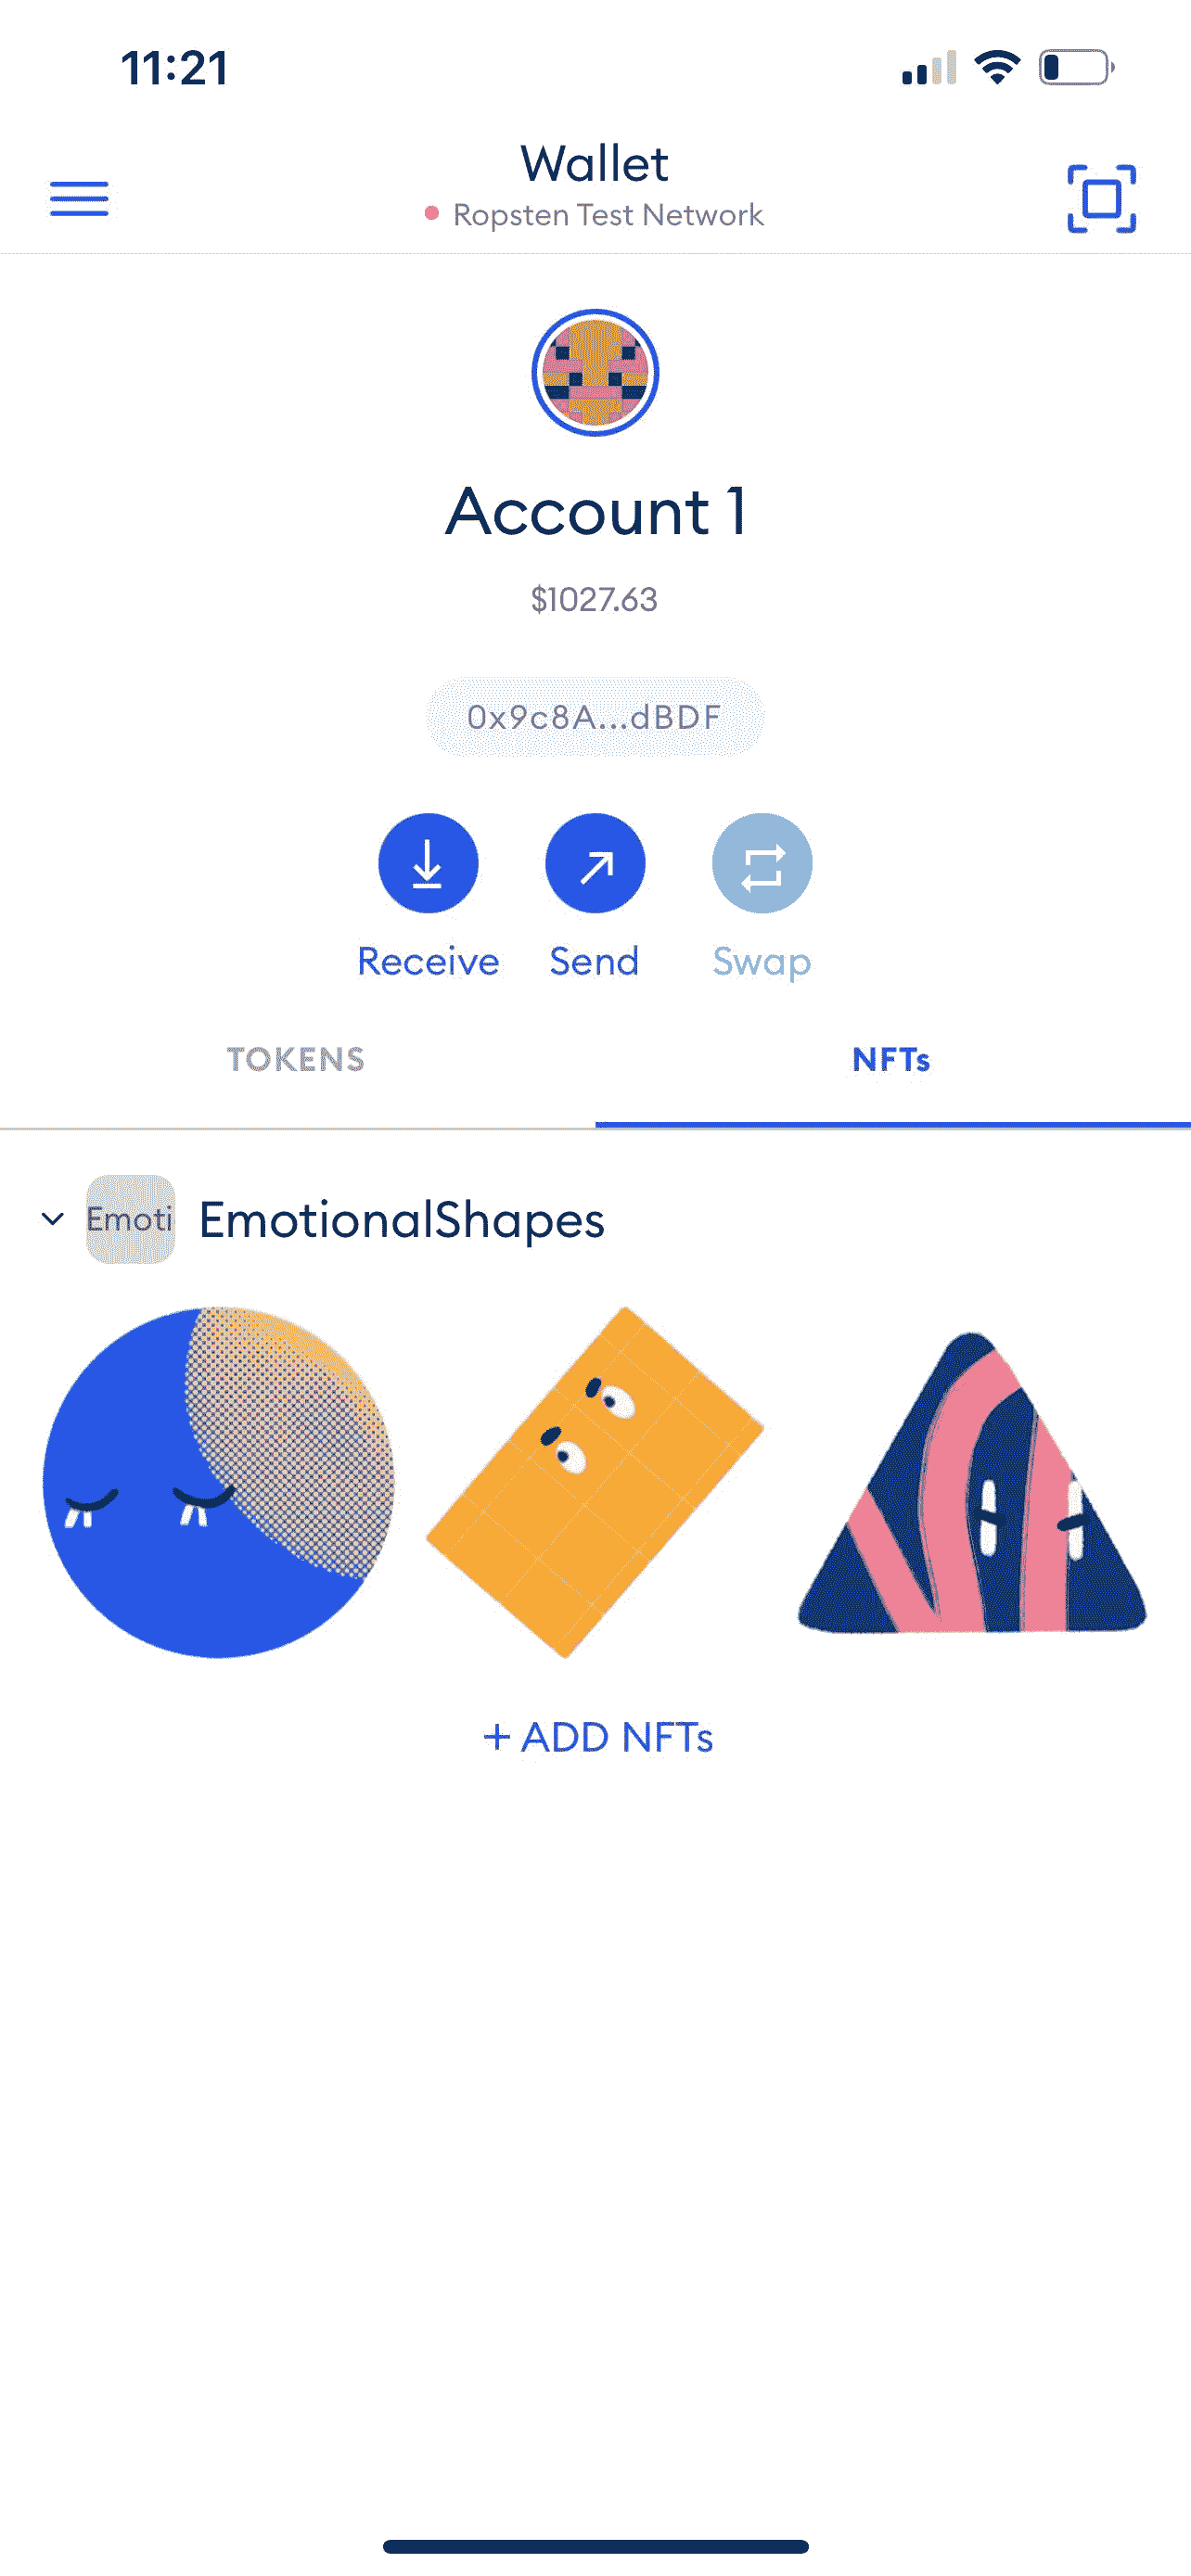 11:21
Wallet
Ropsten Test Network
Account 1
$1027.63
0x9c8A...dBDF
Receive Send Swap
TOKENS NFTs
Emoti EmotionalShapes
+ ADD NFTs